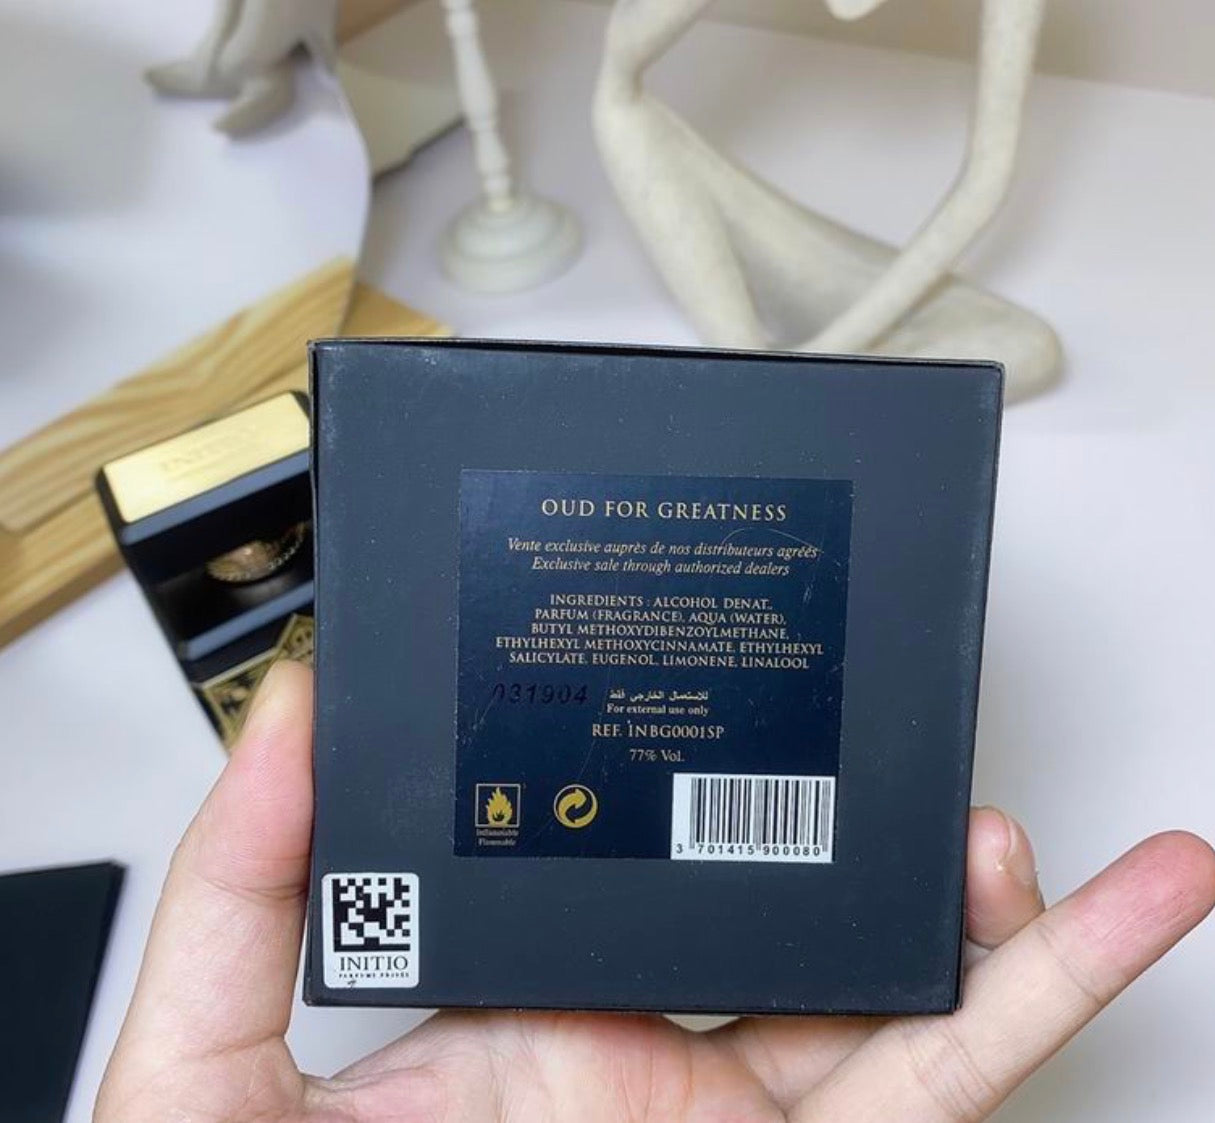 OUD FOR GREATNESS
Vente exclusive auprès de nos distributeurs agréés
Exclusive sale through authorized dealers
INGREDIENTS : ALCOHOL DENAT.,
PARFUM (FRAGRANCE), AQUA (WATER),
BUTYL METHOXYDIBENZOYLMETHANE,
ETHYLHEXYL METHOXYCINNAMATE, ETHYLHEXYL
SALICYLATE, EUGENOL, LIMONENE, LINALOOL
031904
للاستعمال الخارجي فقط
For external use only
REF. INBG0001SP
77% Vol.
Inflammable
Flammable
3 701415 900080
INITIO
PARFUMS PRIVÉS